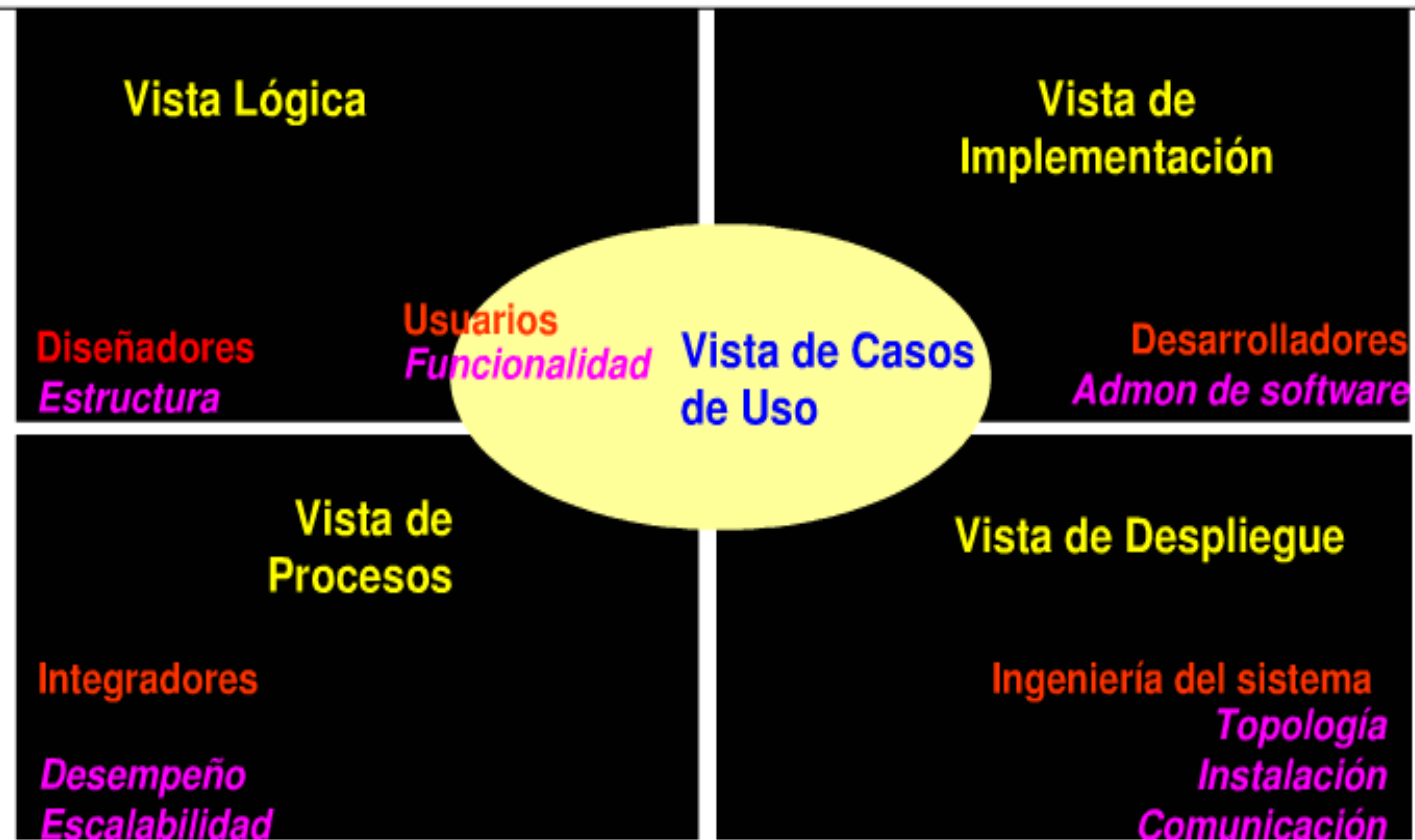 Vista Lógica
Diseñadores
Estructura
Vista de
Implementación
Desarrolladores
Admon de software
Usuarios
Funcionalidad
Vista de Casos
de Uso
Vista de
Procesos
Integradores
Desempeño
Escalabilidad
Vista de Despliegue
Ingeniería del sistema
Topología
Instalación
Comunicación